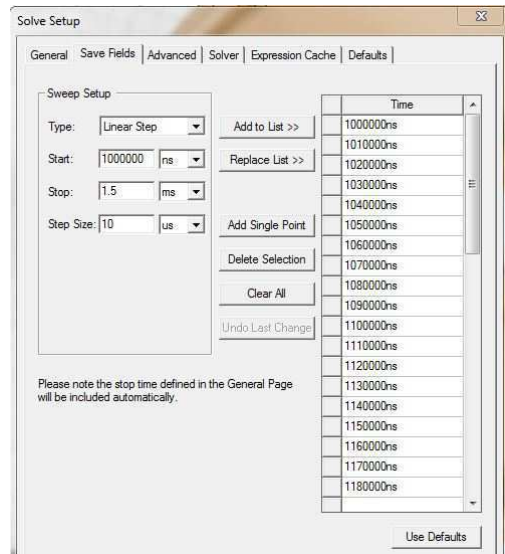 Solve Setup
General Save Fields Advanced Solver Expression Cache Defaults
Sweep Setup
Type: Linear Step
Start: 1000000 ns
Stop: 1.5 ms
Step Size: 10 us
Add to List >>
Replace List >>
Add Single Point
Delete Selection
Clear All
Undo Last Change
Please note the stop time defined in the General Page
will be included automatically.
Time
1000000ns
1010000ns
1020000ns
1030000ns
1040000ns
1050000ns
1060000ns
1070000ns
1080000ns
1090000ns
1100000ns
1110000ns
1120000ns
1130000ns
1140000ns
1150000ns
1160000ns
1170000ns
1180000ns
Use Defaults